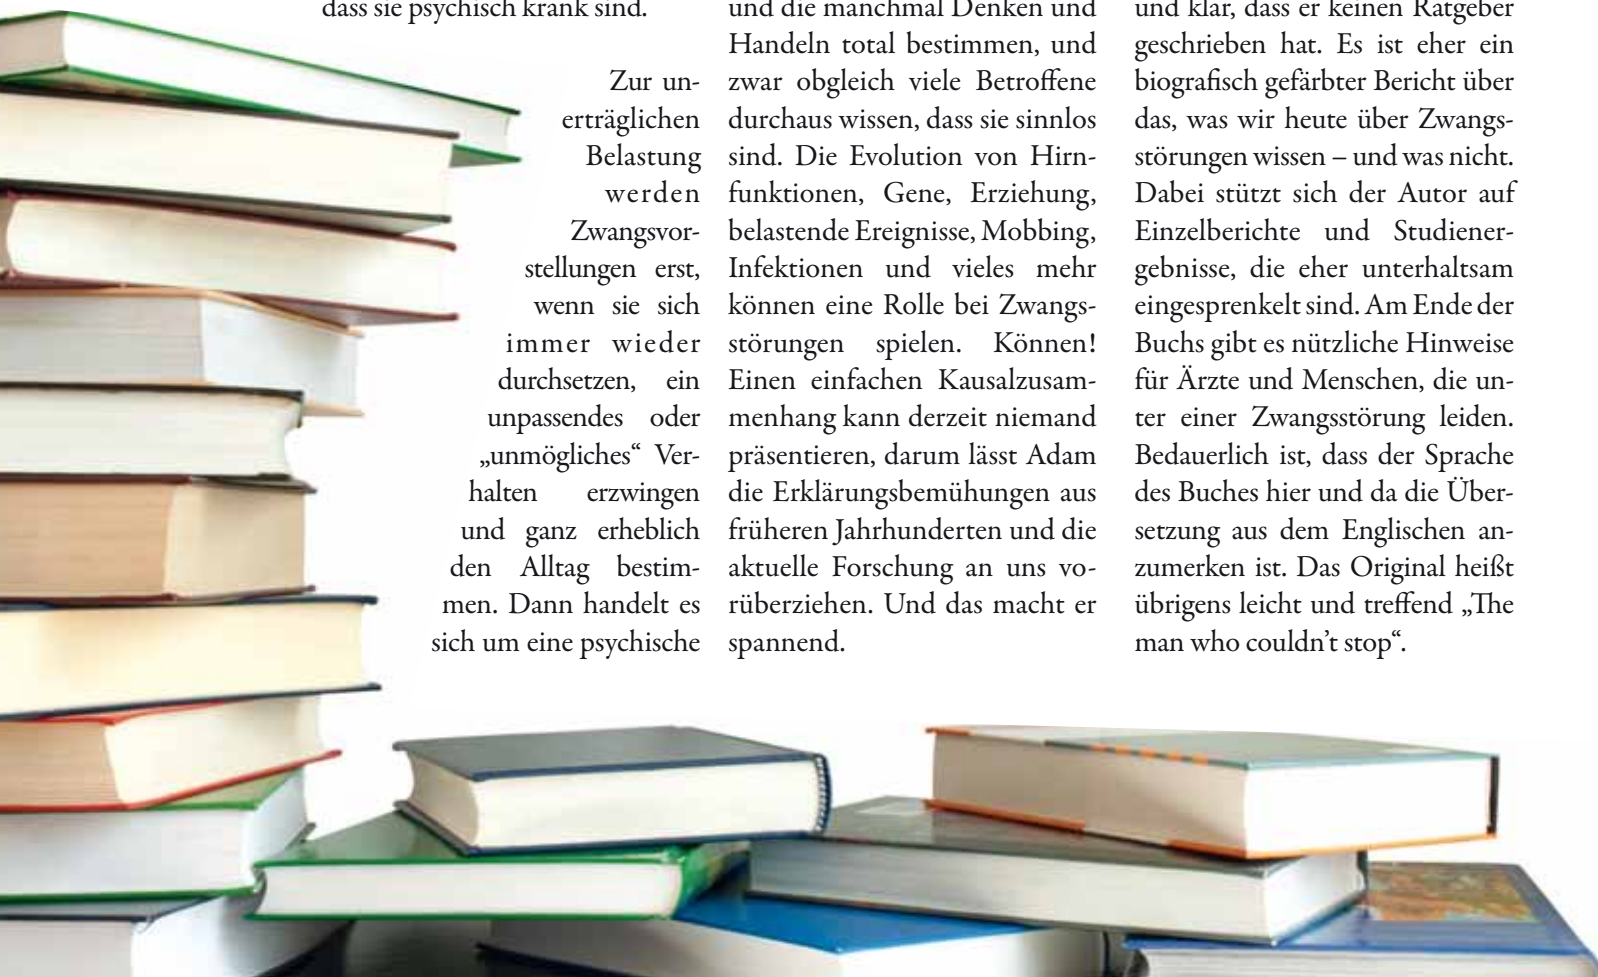 dass sie psychisch krank sind.
Zur un-
erträglichen
Belastung
werden
Zwangsvor-
stellungen erst,
wenn sie sich
immer wieder
durchsetzen, ein
unpassendes oder
„unmögliches“ Ver-
halten erzwingen
und ganz erheblich
den Alltag bestim-
men. Dann handelt es
sich um eine psychische
und die manchmal Denken und
Handeln total bestimmen, und
zwar obgleich viele Betroffene
durchaus wissen, dass sie sinnlos
sind. Die Evolution von Hirn-
funktionen, Gene, Erziehung,
belastende Ereignisse, Mobbing,
Infektionen und vieles mehr
können eine Rolle bei Zwangs-
störungen spielen. Können!
Einen einfachen Kausalzusam-
menhang kann derzeit niemand
präsentieren, darum lässt Adam
die Erklärungsbemühungen aus
früheren Jahrhunderten und die
aktuelle Forschung an uns vo-
rüberziehen. Und das macht er
spannend.
und klar, dass er keinen Ratgeber
geschrieben hat. Es ist eher ein
biografisch gefärbter Bericht über
das, was wir heute über Zwangs-
störungen wissen – und was nicht.
Dabei stützt sich der Autor auf
Einzelberichte und Studiener-
gebnisse, die eher unterhaltsam
eingesprenkelt sind. Am Ende der
Buchs gibt es nützliche Hinweise
für Ärzte und Menschen, die un-
ter einer Zwangsstörung leiden.
Bedauerlich ist, dass der Sprache
des Buches hier und da die Über-
setzung aus dem Englischen an-
zumerken ist. Das Original heißt
übrigens leicht und treffend „The
man who couldn’t stop“.